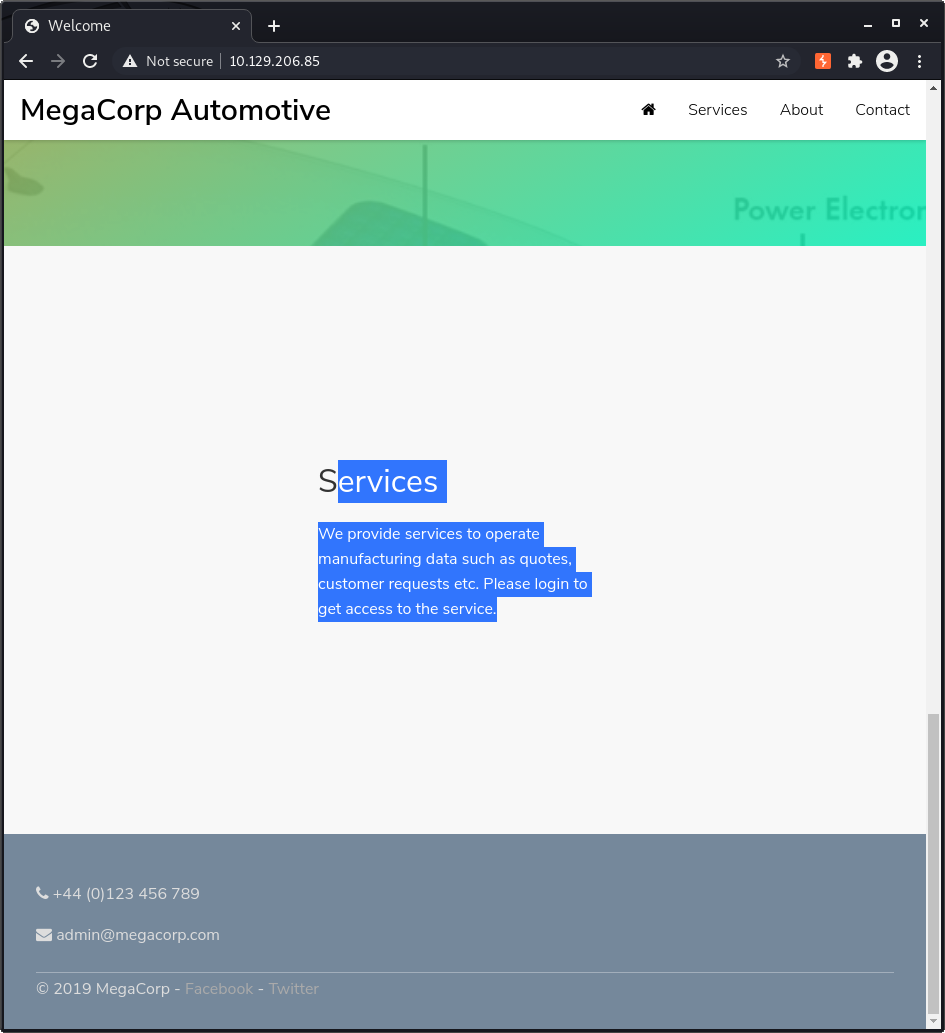 Welcome
Not secure 10.129.206.85
MegaCorp Automotive
Services About Contact
Power Electron
Services
We provide services to operate
manufacturing data such as quotes,
customer requests etc. Please login to
get access to the service.
+44 (0)123 456 789
admin@megacorp.com
© 2019 MegaCorp - Facebook - Twitter